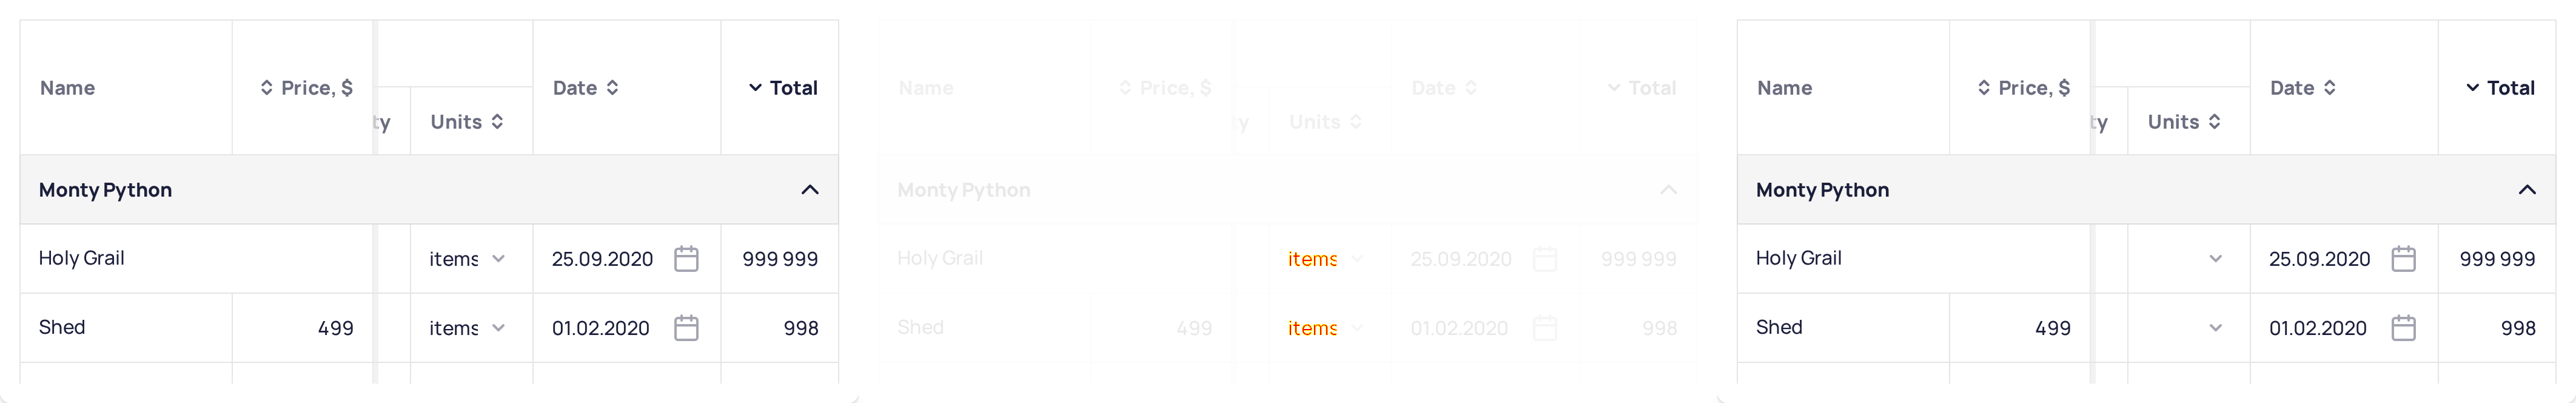 Name Price, $ Date Total
ty Units
Monty Python
Holy Grail items 25.09.2020 999 999
Shed 499 items 01.02.2020 998
Name Price, $ Date Total
y Units
Monty Python
Holy Grail items 25.09.2020 999 999
Shed 499 items 01.02.2020 998
Name Price, $ Date Total
ty Units
Monty Python
Holy Grail 25.09.2020 999 999
Shed 499 01.02.2020 998